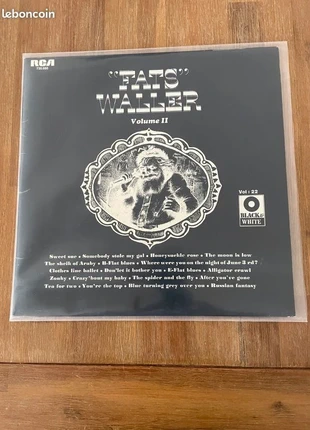 leboncoin
RCA
"FATS"
WALLER
Volume II
Vol : 22
BLACK &
WHITE
Sweet sue • Somebody stole my gal • Honeysuckle rose • The moon is low
The sheik of Araby • B-Flat blues • Where were you on the night of June 3 rd?
Clothes line ballet • Don'tlet it bother you • E-Flat blues • Alligator crawl
Zonky • Crazy'bout my baby • The spider and the fly • After you've gone
Tea for two • You're the top • Blue turning grey over you • Russian fantasy